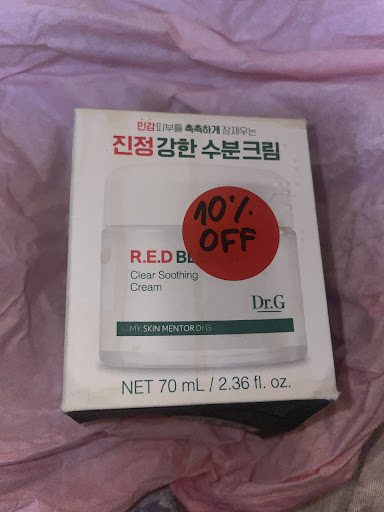 민감피부를 촉촉하게 잠재우는
진정 강한 수분크림
10% OFF
R.E.D
Clear Soothing
Cream
Dr.G
MY SKIN MENTOR Dr.G
NET 70 mL / 2.36 fl. oz.